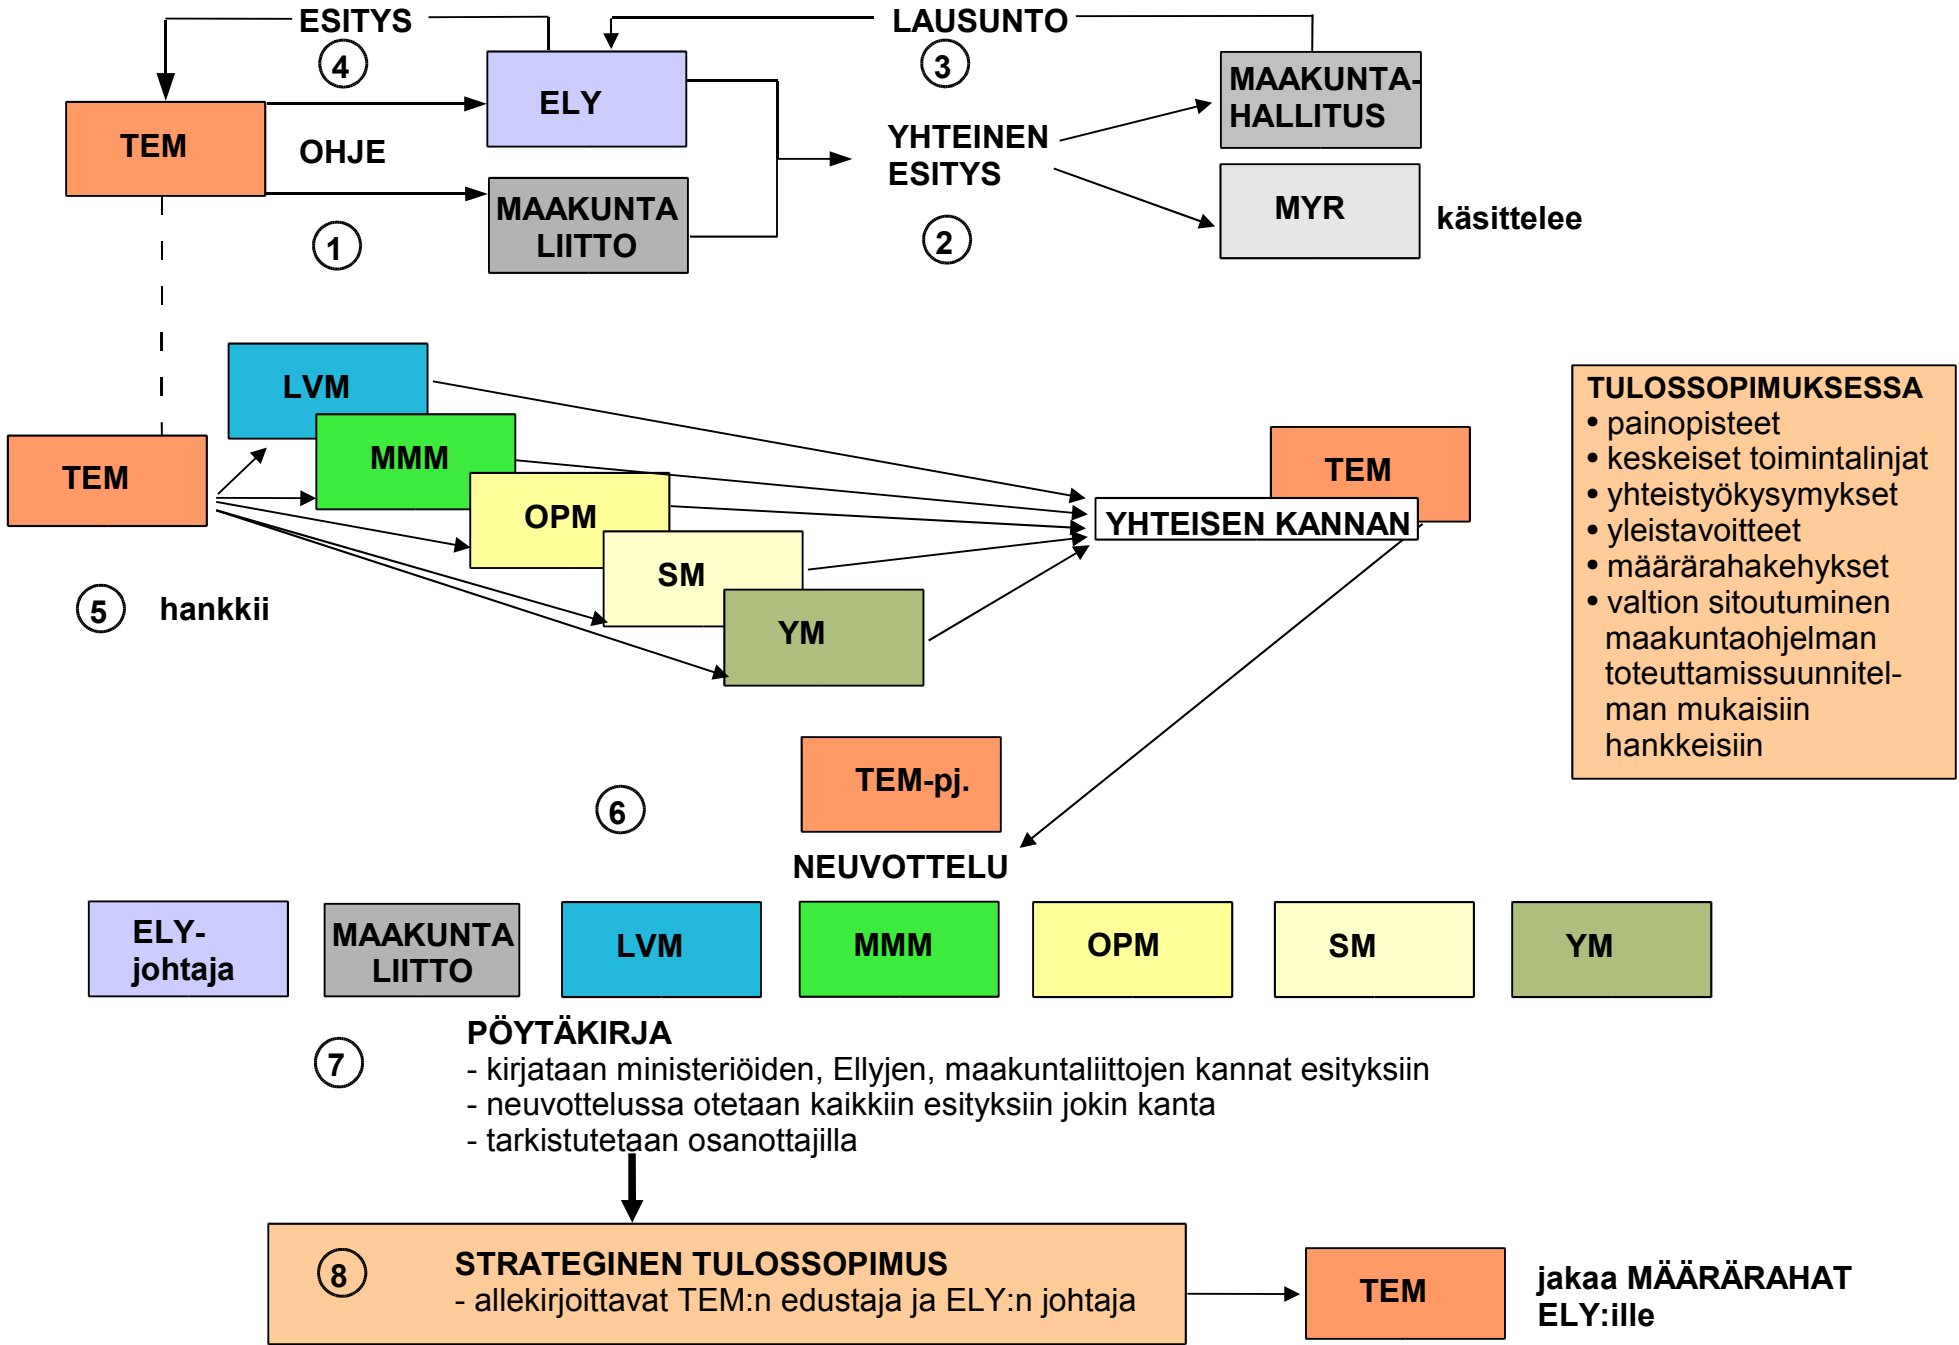 ESITYS
4
LAUSUNTO
3
TEM
OHJE
1
ELY
MAAKUNTA
LIITTO
YHTEINEN
ESITYS
2
MAAKUNTA-
HALLITUS
MYR
käsittelee
LVM
MMM
OPM
SM
YM
TEM
5
hankkii
TEM
YHTEISEN KANNAN
TULOSSOPIMUKSESSA
• painopisteet
• keskeiset toimintalinjat
• yhteistyökysymykset
• yleistavoitteet
• määrärahakehykset
• valtion sitoutuminen
maakuntaohjelman
toteuttamissuunnitel-
man mukaisiin
hankkeisiin
6
TEM-pj.
NEUVOTTELU
ELY-
johtaja
MAAKUNTA
LIITTO
LVM
MMM
OPM
SM
YM
7
PÖYTÄKIRJA
- kirjataan ministeriöiden, Ellyjen, maakuntaliittojen kannat esityksiin
- neuvottelussa otetaan kaikkiin esityksiin jokin kanta
- tarkistutetaan osanottajilla
8
STRATEGINEN TULOSSOPIMUS
- allekirjoittavat TEM:n edustaja ja ELY:n johtaja
TEM
jakaa MÄÄRÄRAHAT
ELY:ille